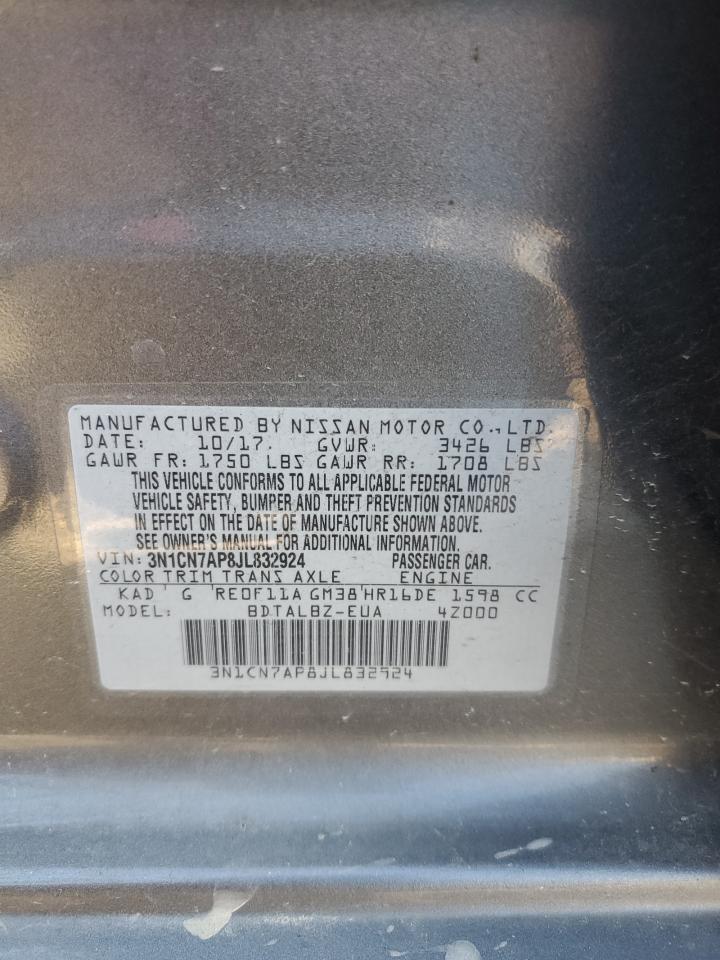 MANUFACTURED BY NISSAN MOTOR CO., LTD.
DATE: 10/17. GVWR: 3426 LBS
GAWR FR: 1750 LBS GAWR RR: 1708 LBS
THIS VEHICLE CONFORMS TO ALL APPLICABLE FEDERAL MOTOR
VEHICLE SAFETY, BUMPER AND THEFT PREVENTION STANDARDS
IN EFFECT ON THE DATE OF MANUFACTURE SHOWN ABOVE.
SEE OWNER'S MANUAL FOR ADDITIONAL INFORMATION.
VIN: 3N1CN7AP8JL832924 PASSENGER CAR.
COLOR TRIM TRANS AXLE ENGINE
KAD G RE0F11A GM38 HR16DE 1598 CC
MODEL: BDTALBZ-EUA 4Z000
3N1CN7AP8JL832924